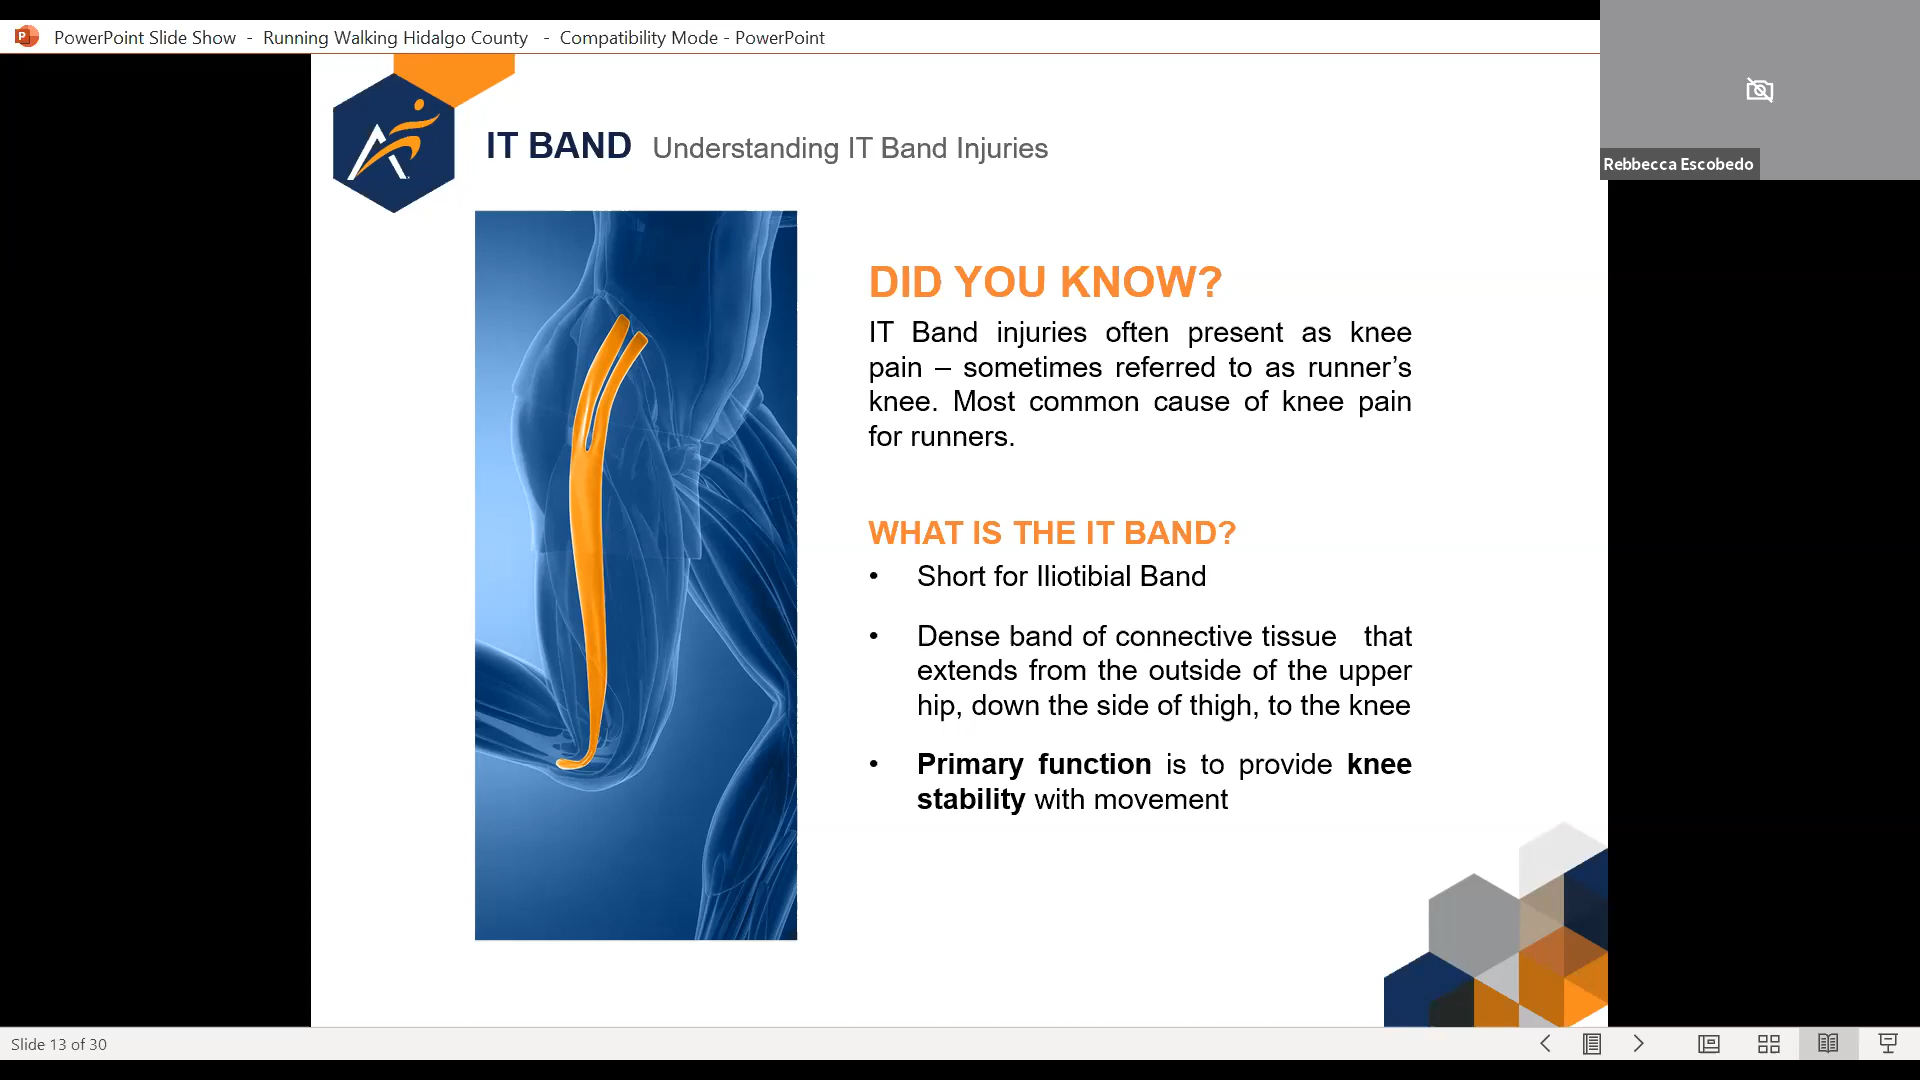 PowerPoint Slide Show - Running Walking Hidalgo County - Compatibility Mode - PowerPoint
Rebbecca Escobedo
IT BAND Understanding IT Band Injuries
DID YOU KNOW?
IT Band injuries often present as knee
pain – sometimes referred to as runner’s
knee. Most common cause of knee pain
for runners.
WHAT IS THE IT BAND?
• Short for Iliotibial Band
• Dense band of connective tissue that
extends from the outside of the upper
hip, down the side of thigh, to the knee
• Primary function is to provide knee
stability with movement
Slide 13 of 30